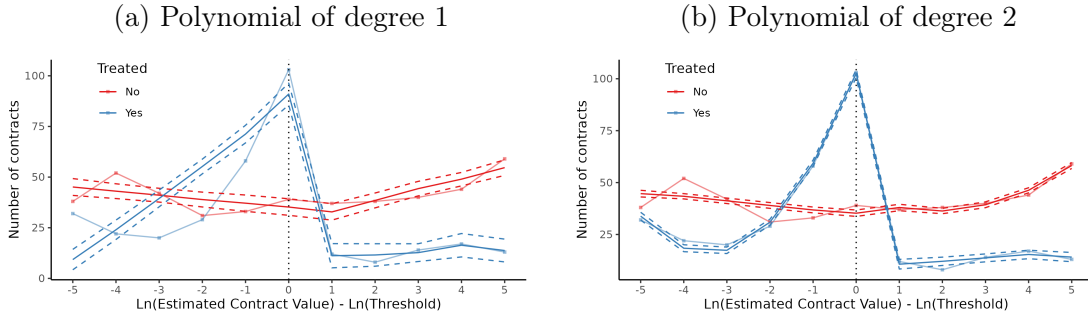 (a) Polynomial of degree 1
Number of contracts
100
75
50
25
0
Treated
No
Yes
-5 -4 -3 -2 -1 0 1 2 3 4 5
Ln(Estimated Contract Value) - Ln(Threshold)
(b) Polynomial of degree 2
Number of contracts
100
75
50
25
Treated
No
Yes
-5 -4 -3 -2 -1 0 1 2 3 4 5
Ln(Estimated Contract Value) - Ln(Threshold)